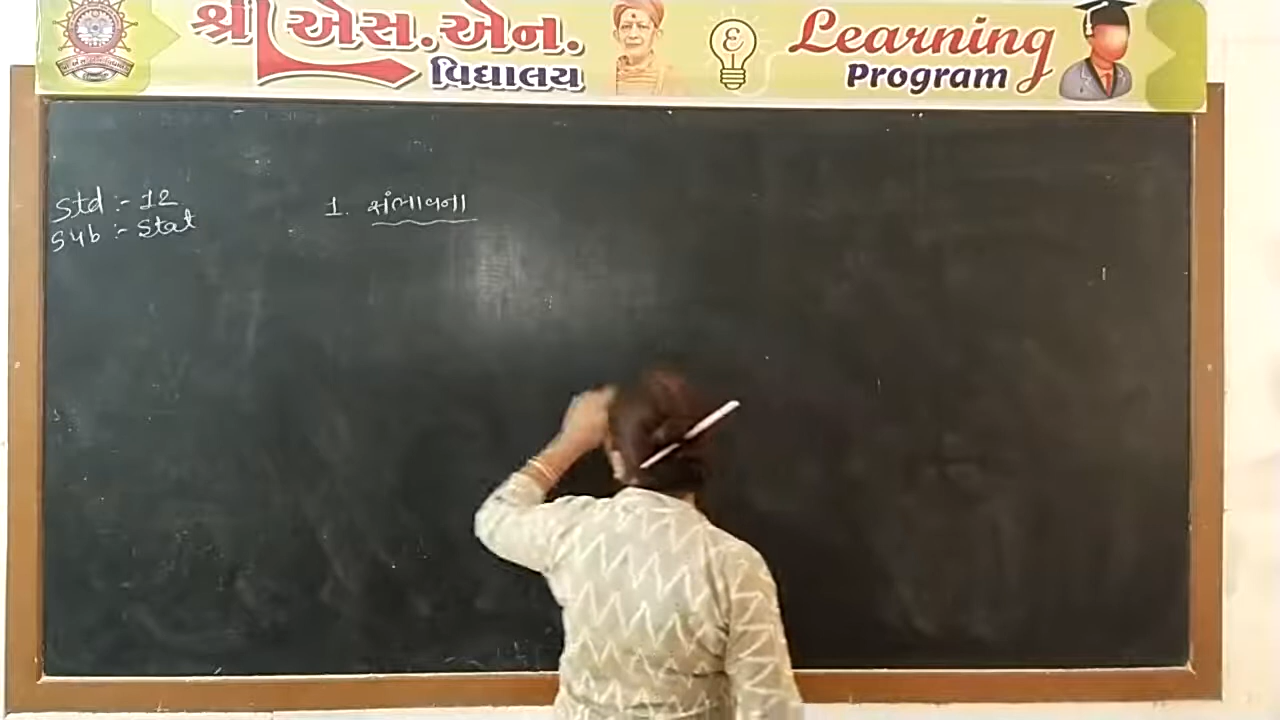 શ્રી એસ.એન.
વિદ્યાલય
Learning
Program
Std :- 12
Sub :- Stat
1. સંભાવના